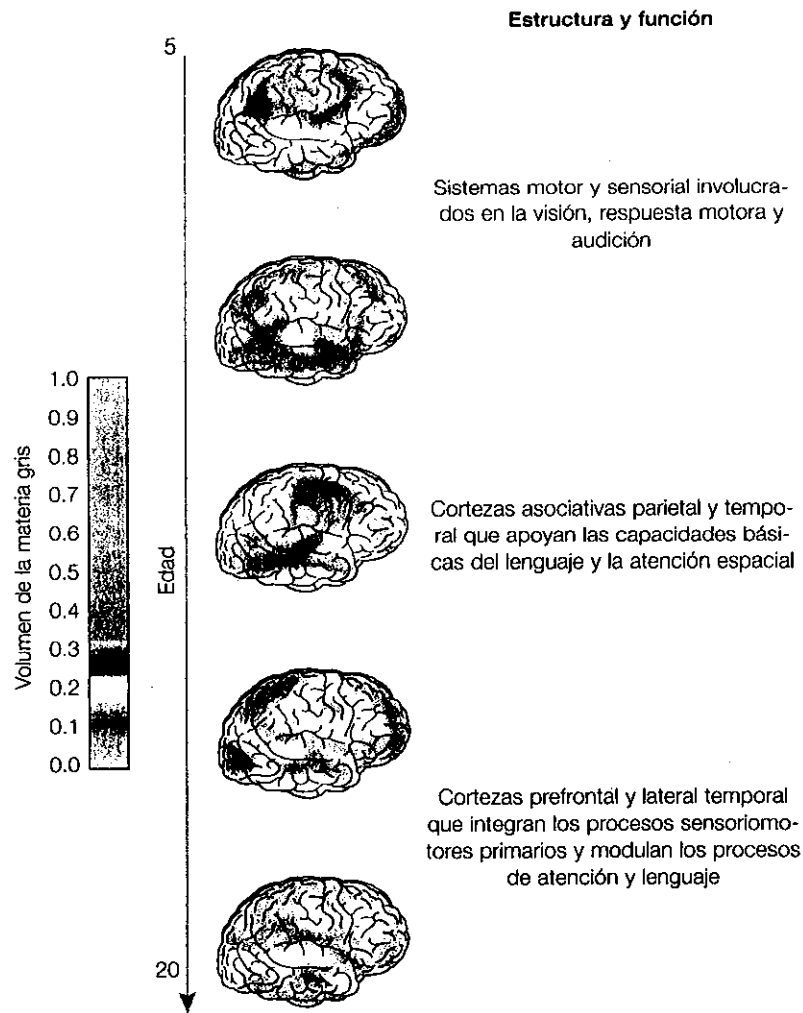 Estructura y función
5
Sistemas motor y sensorial involucra-
dos en la visión, respuesta motora y
audición
Volumen de la materia gris
1.0
0.9
0.8
0.7
0.6
0.5
0.4
0.3
0.2
0.1
0.0
Edad
Cortezas asociativas parietal y tempo-
ral que apoyan las capacidades bási-
cas del lenguaje y la atención espacial
Cortezas prefrontal y lateral temporal
que integran los procesos sensoriomo-
tores primarios y modulan los procesos
de atención y lenguaje
20